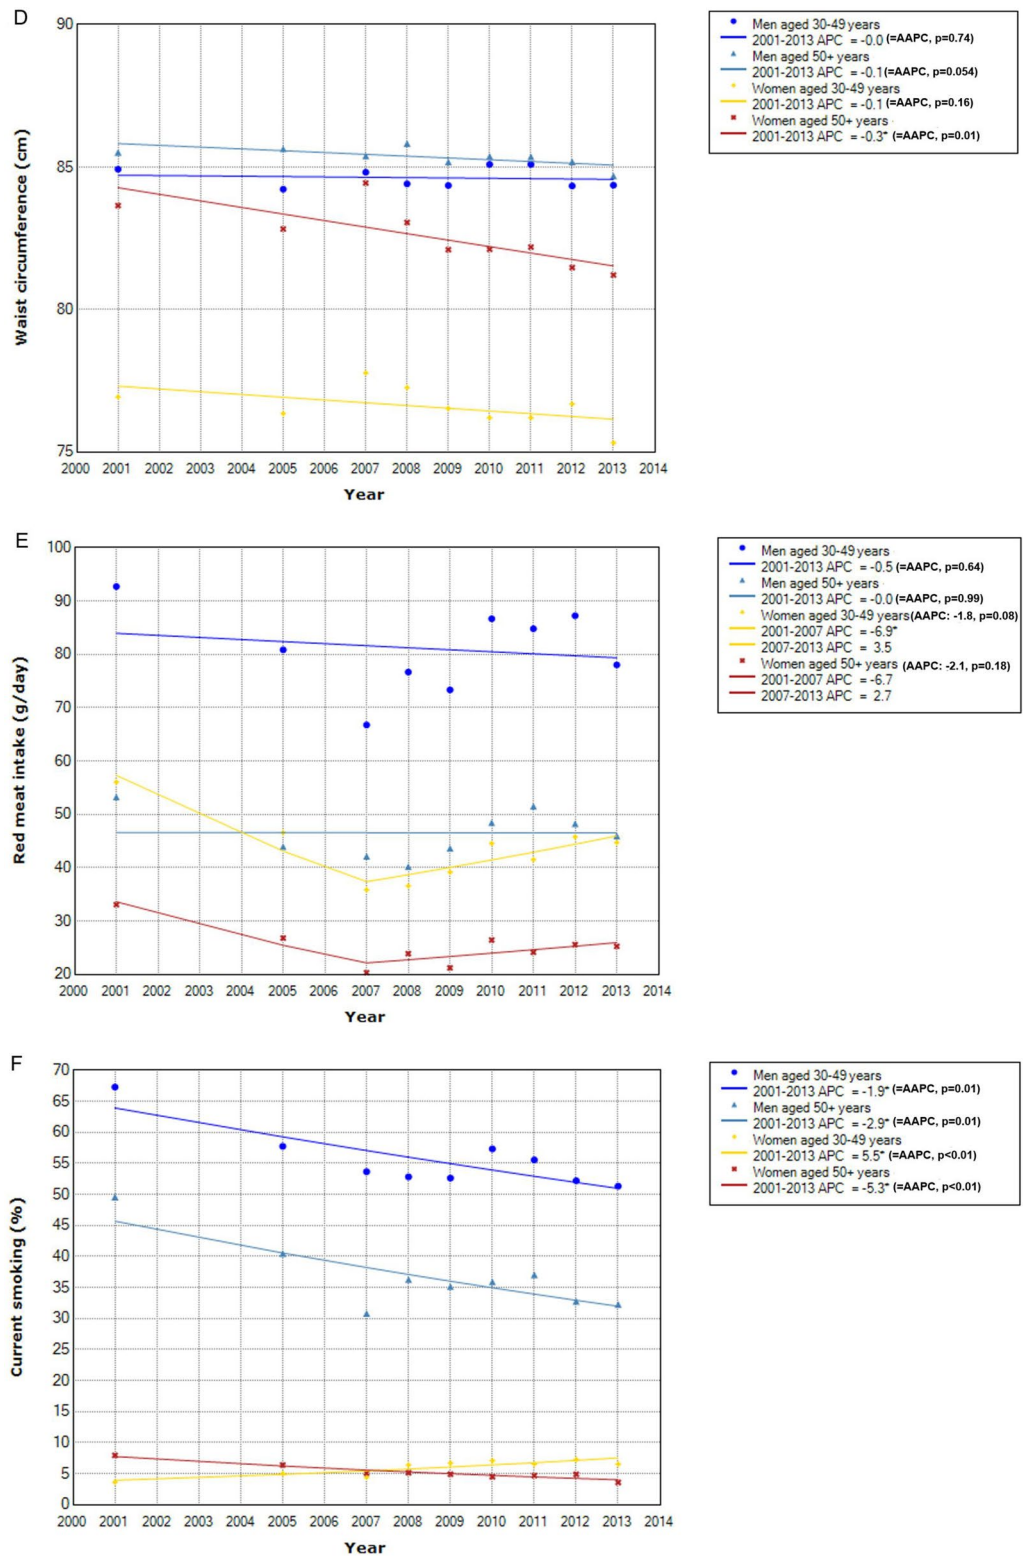 D
90
85
80
75
Waist circumference (cm)
2000 2001 2002 2003 2004 2005 2006 2007 2008 2009 2010 2011 2012 2013 2014
Year
Men aged 30-49 years
2001-2013 APC = -0.0 (=AAPC, p=0.74)
Men aged 50+ years
2001-2013 APC = -0.1 (=AAPC, p=0.054)
Women aged 30-49 years
2001-2013 APC = -0.1 (=AAPC, p=0.16)
Women aged 50+ years
2001-2013 APC = -0.3* (=AAPC, p=0.01)
E
100
90
80
70
60
50
40
30
20
Red meat intake (g/day)
2000 2001 2002 2003 2004 2005 2006 2007 2008 2009 2010 2011 2012 2013 2014
Year
Men aged 30-49 years
2001-2013 APC = -0.5 (=AAPC, p=0.64)
Men aged 50+ years
2001-2013 APC = -0.0 (=AAPC, p=0.99)
Women aged 30-49 years(AAPC: -1.8, p=0.08)
2001-2007 APC = -6.9*
2007-2013 APC = 3.5
Women aged 50+ years (AAPC: -2.1, p=0.18)
2001-2007 APC = -6.7
2007-2013 APC = 2.7
F
70
65
60
55
50
45
40
35
30
25
20
15
10
5
0
Current smoking (%)
2000 2001 2002 2003 2004 2005 2006 2007 2008 2009 2010 2011 2012 2013 2014
Year
Men aged 30-49 years
2001-2013 APC = -1.9* (=AAPC, p=0.01)
Men aged 50+ years
2001-2013 APC = -2.9* (=AAPC, p=0.01)
Women aged 30-49 years
2001-2013 APC = 5.5* (=AAPC, p<0.01)
Women aged 50+ years
2001-2013 APC = -5.3* (=AAPC, p<0.01)